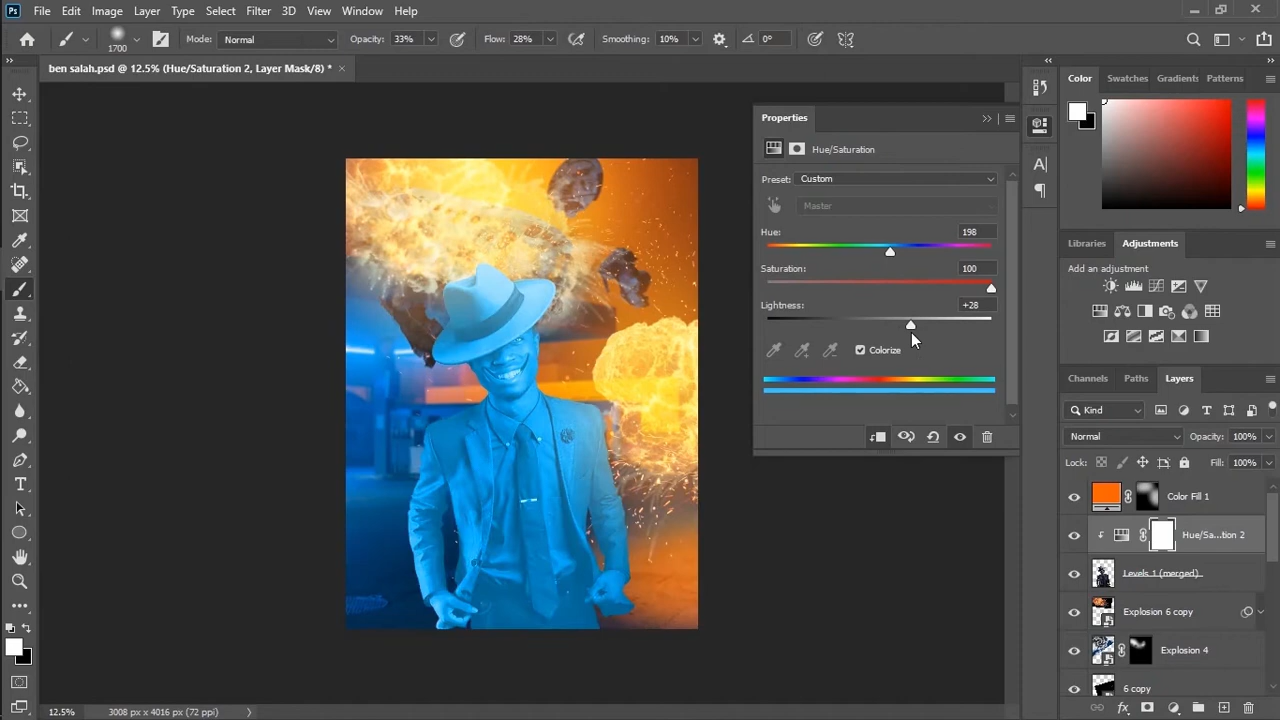 Ps File Edit Image Layer Type Select Filter 3D View Window Help
1700 Mode: Normal Opacity: 33% Flow: 28% Smoothing: 10% 0°
ben salah.psd @ 12.5% (Hue/Saturation 2, Layer Mask/8) * ×
Color Swatches Gradients Patterns
Properties
Hue/Saturation
Preset: Custom
Master
Hue: 198
Saturation: 100
Lightness: +28
Colorize
Libraries Adjustments
Add an adjustment
Channels Paths Layers
Kind
Normal Opacity: 100%
Lock: Fill: 100%
Color Fill 1
Hue/Sa...tion 2
Levels 1 (merged)
Explosion 6 copy
Explosion 4
6 copy
fx
12.5% 3008 px x 4016 px (72 ppi)